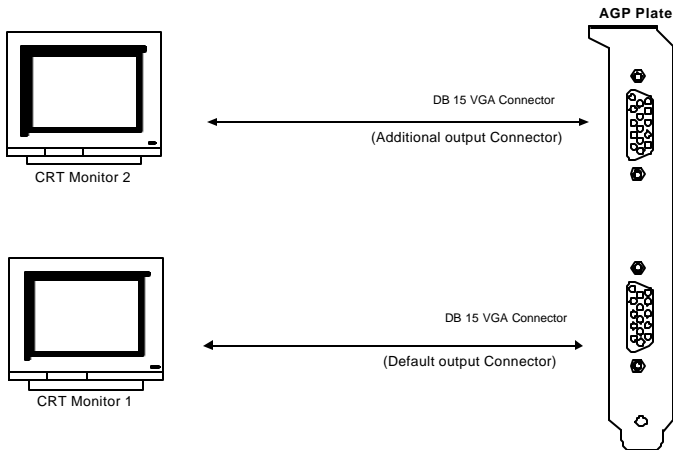 AGP Plate
DB 15 VGA Connector
(Additional output Connector)
CRT Monitor 2
DB 15 VGA Connector
(Default output Connector)
CRT Monitor 1